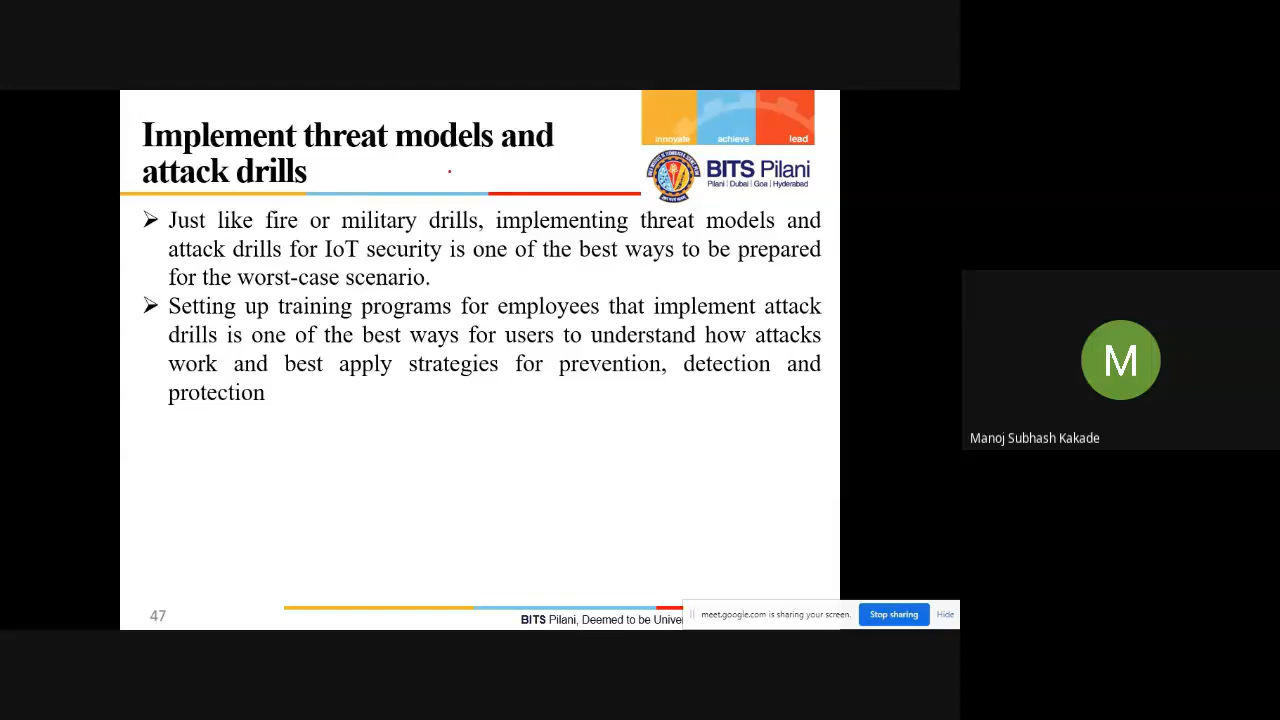 Implement threat models and
attack drills
innovate achieve lead
BITS Pilani
Pilani | Dubai | Goa | Hyderabad
➢ Just like fire or military drills, implementing threat models and
attack drills for IoT security is one of the best ways to be prepared
for the worst-case scenario.
➢ Setting up training programs for employees that implement attack
drills is one of the best ways for users to understand how attacks
work and best apply strategies for prevention, detection and
protection
M
Manoj Subhash Kakade
47
BITS Pilani, Deemed to be Univer
meet.google.com is sharing your screen. Stop sharing Hide